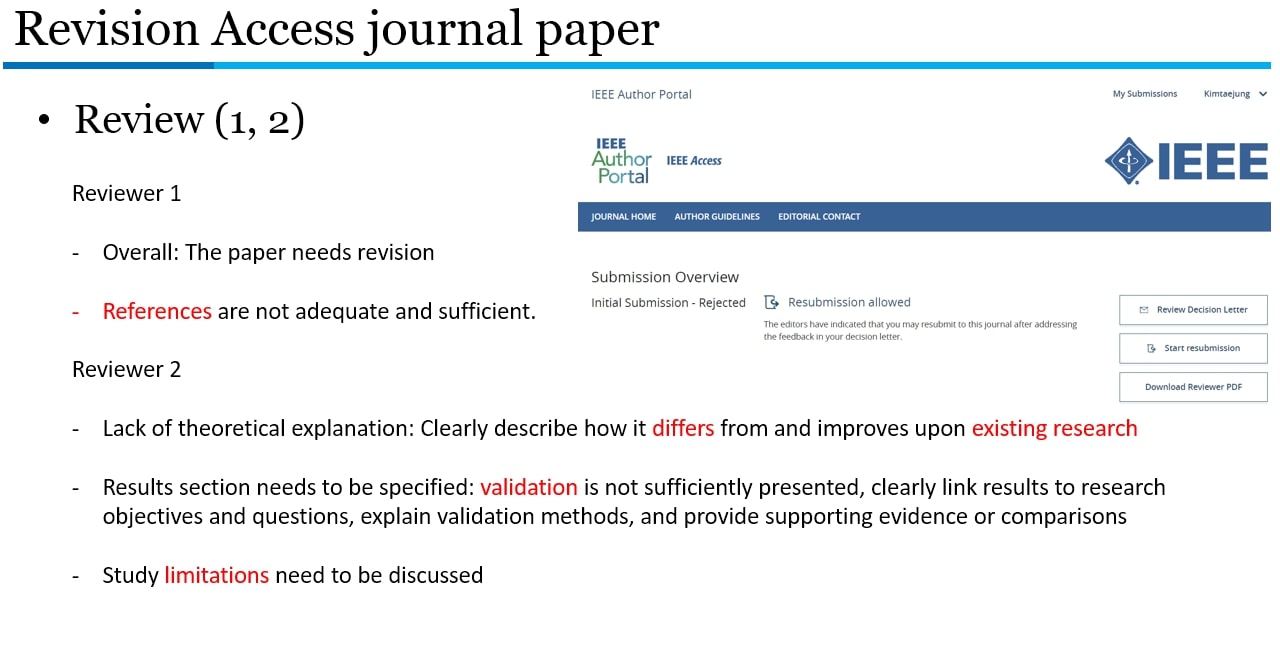 Revision Access journal paper
• Review (1, 2)
Reviewer 1
- Overall: The paper needs revision
- References are not adequate and sufficient.
Reviewer 2
- Lack of theoretical explanation: Clearly describe how it differs from and improves upon existing research
- Results section needs to be specified: validation is not sufficiently presented, clearly link results to research
objectives and questions, explain validation methods, and provide supporting evidence or comparisons
- Study limitations need to be discussed
IEEE Author Portal
My Submissions
Kimtaejung
IEEE
Author
Portal
IEEE Access
IEEE
JOURNAL HOME
AUTHOR GUIDELINES
EDITORIAL CONTACT
Submission Overview
Initial Submission - Rejected
Resubmission allowed
The editors have indicated that you may resubmit to this journal after addressing
the feedback in your decision letter.
Review Decision Letter
Start resubmission
Download Reviewer PDF